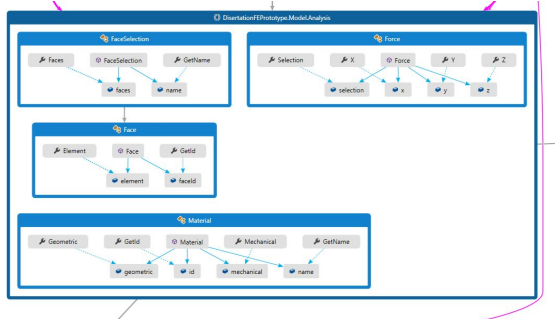 DisertationFEPrototype.Model.Analysis
FaceSelection
Faces FaceSelection GetName
faces name
Force
Selection X Force Y Z
selection x y z
Face
Element Face GetId
element faceId
Material
Geometric GetId Material Mechanical GetName
geometric id mechanical name